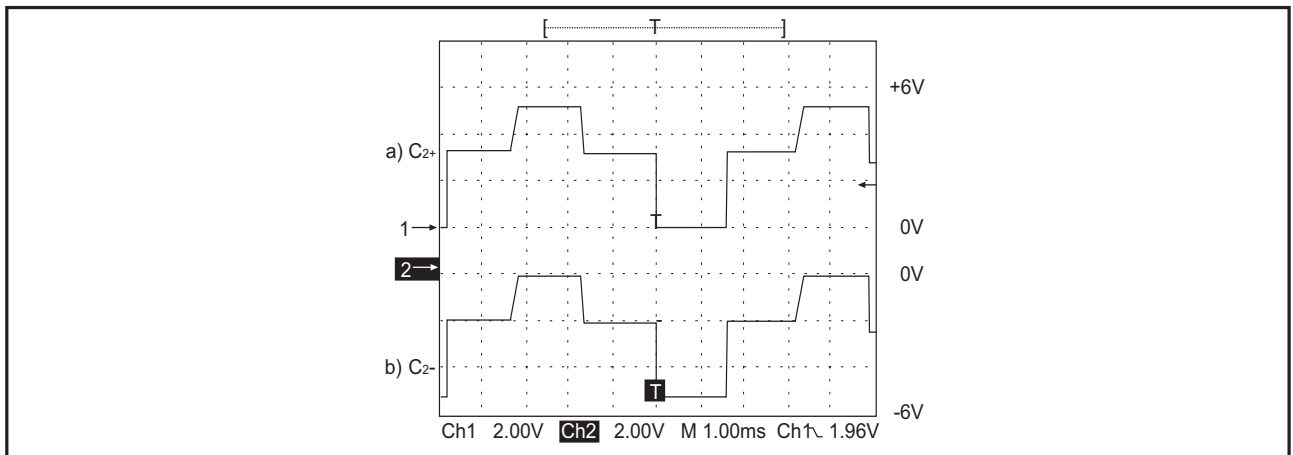 [ T ]
+6V
a) C2+
T
1
0V
2
0V
b) C2-
T
-6V
Ch1 2.00V Ch2 2.00V M 1.00ms Ch1 1.96V